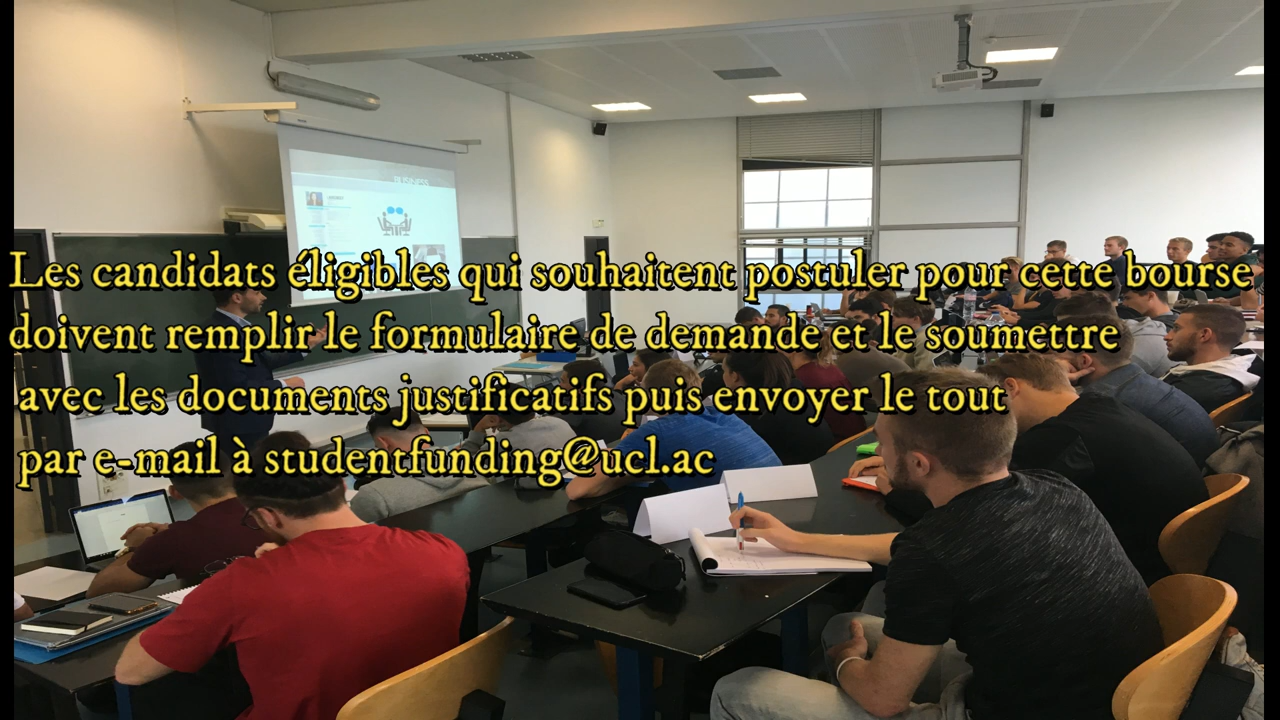 BUSINESS
Les candidats éligibles qui souhaitent postuler pour cette bourse
doivent remplir le formulaire de demande et le soumettre
avec les documents justificatifs puis envoyer le tout
par e-mail à studentfunding@ucl.ac